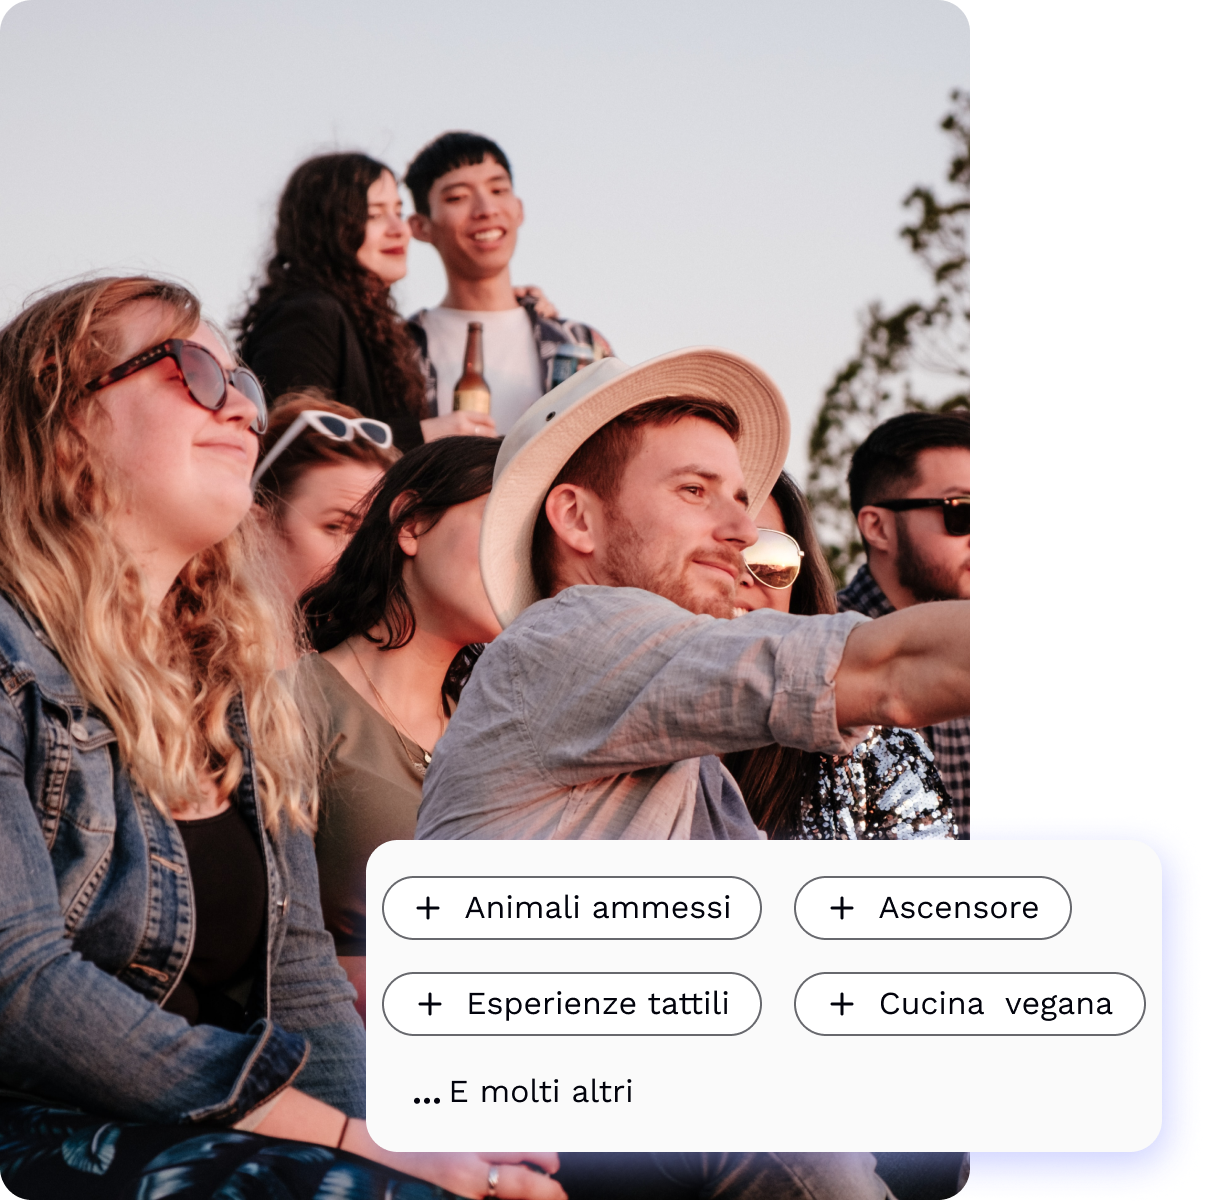 + Animali ammessi
+ Ascensore
+ Esperienze tattili
+ Cucina vegana
... E molti altri